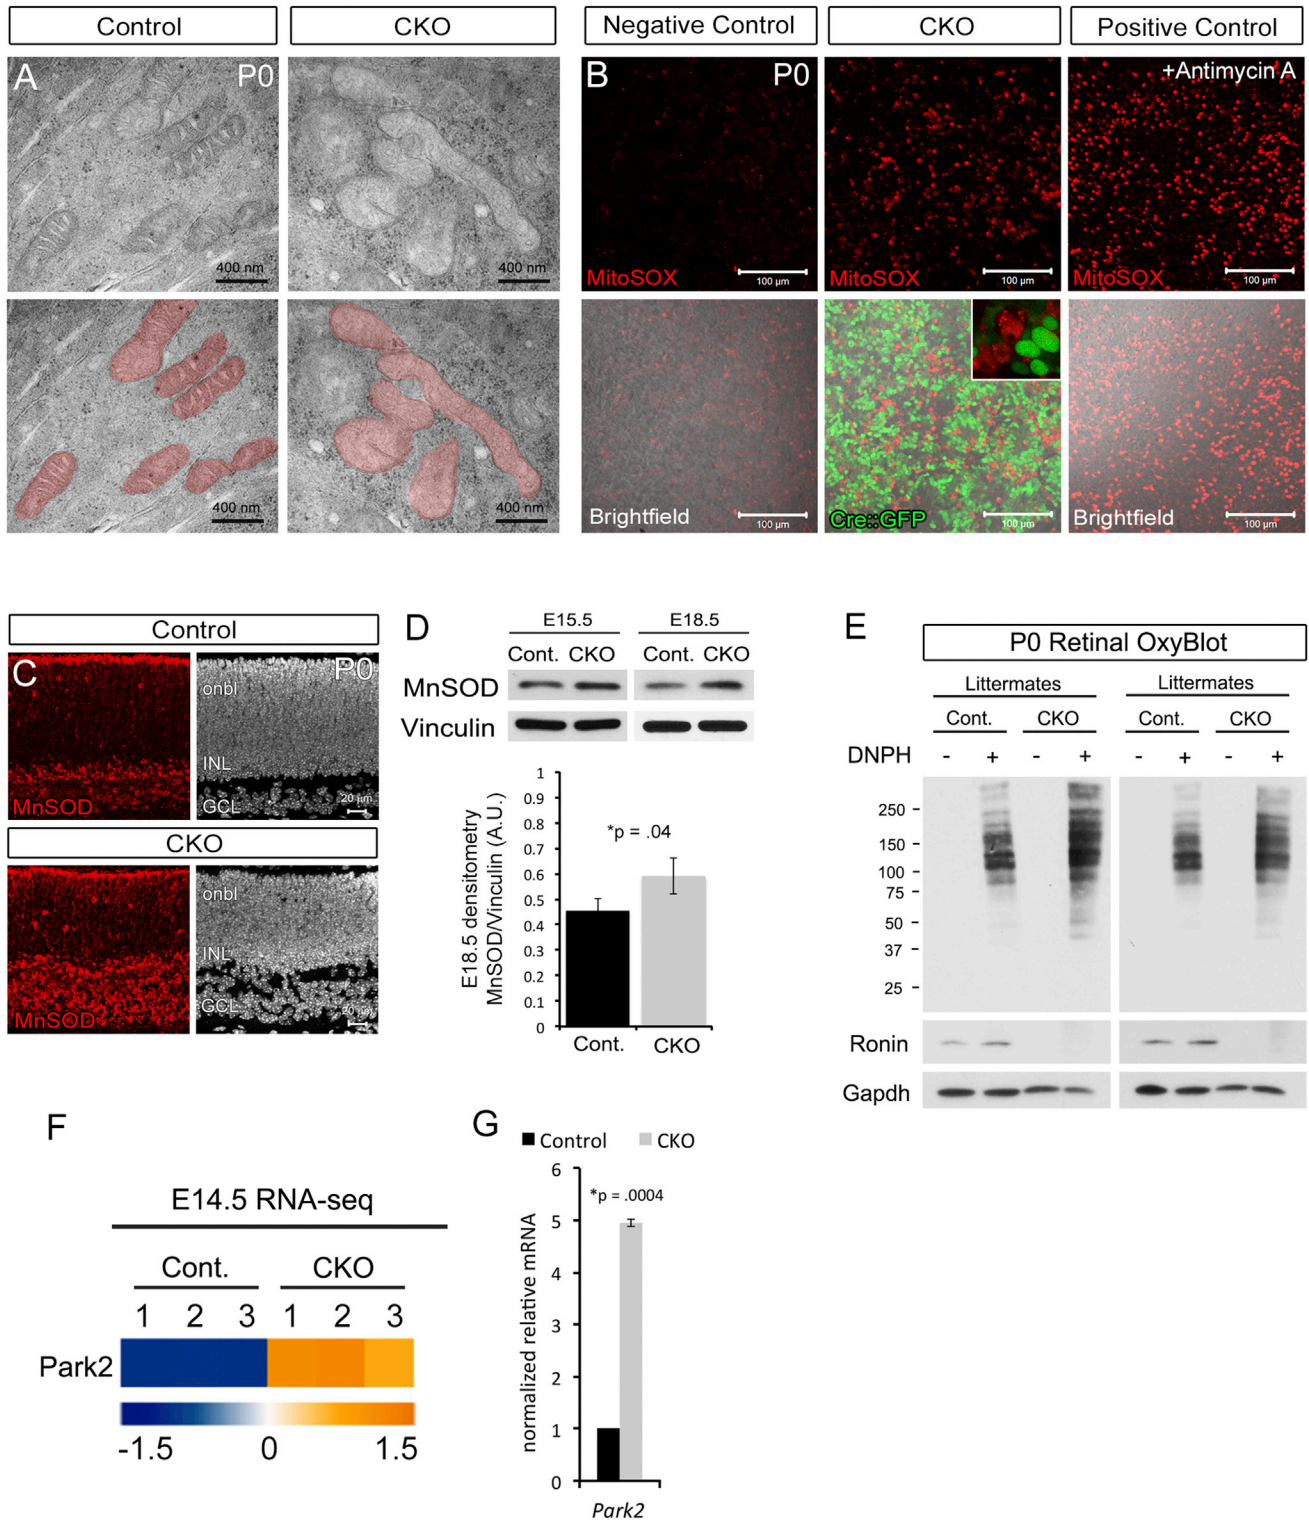 Control
CKO
Negative Control
CKO
Positive Control
A
P0
400 nm
400 nm
400 nm
400 nm
B
P0
+Antimycin A
MitoSOX
100 µm
MitoSOX
100 µm
MitoSOX
100 µm
Brightfield
100 µm
Cre::GFP
100 µm
Brightfield
100 µm
Control
C
P0
onbl
INL
GCL
MnSOD
20 µm
CKO
onbl
INL
GCL
MnSOD
20 µm
D
E15.5
E18.5
Cont. CKO
Cont. CKO
MnSOD
Vinculin
E18.5 densitometry
MnSOD/Vinculin (A.U.)
1
0.9
0.8
0.7
0.6
0.5
0.4
0.3
0.2
0.1
0
*p = .04
Cont.
CKO
E
P0 Retinal OxyBlot
Littermates
Littermates
Cont.
CKO
Cont.
CKO
DNPH
- + - +
- + - +
250
150
100
75
50
37
25
Ronin
Gapdh
F
E14.5 RNA-seq
Cont.
CKO
1 2 3 1 2 3
Park2
-1.5 0 1.5
G
Control
CKO
normalized relative mRNA
6
5
4
3
2
1
0
*p = .0004
Park2